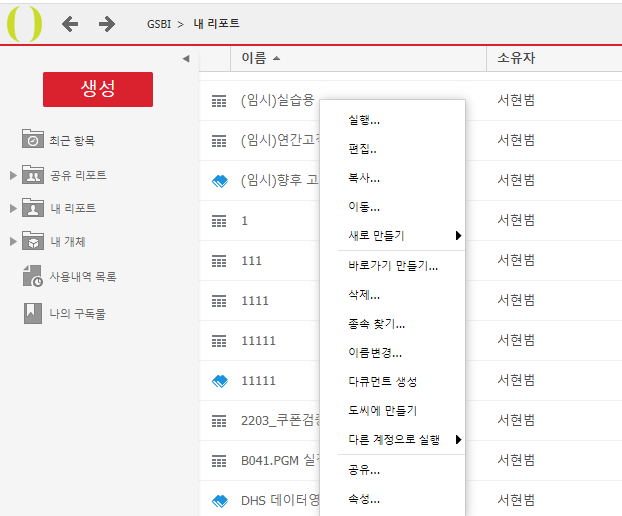 GSBI > 내 리포트
이름 소유자
생성
최근 항목
공유 리포트
내 리포트
내 개체
사용내역 목록
나의 구독물
(임시)실습용 서현범
(임시)연간고 서현범
(임시)향후 고 서현범
1 서현범
111 서현범
1111 서현범
11111 서현범
11111 서현범
2203_쿠폰검 서현범
B041.PGM 실 서현범
DHS 데이터영 서현범
실행...
편집..
복사...
이동...
새로 만들기
바로가기 만들기...
삭제...
종속 찾기...
이름변경...
다큐먼트 생성
도씨에 만들기
다른 계정으로 실행
공유...
속성...